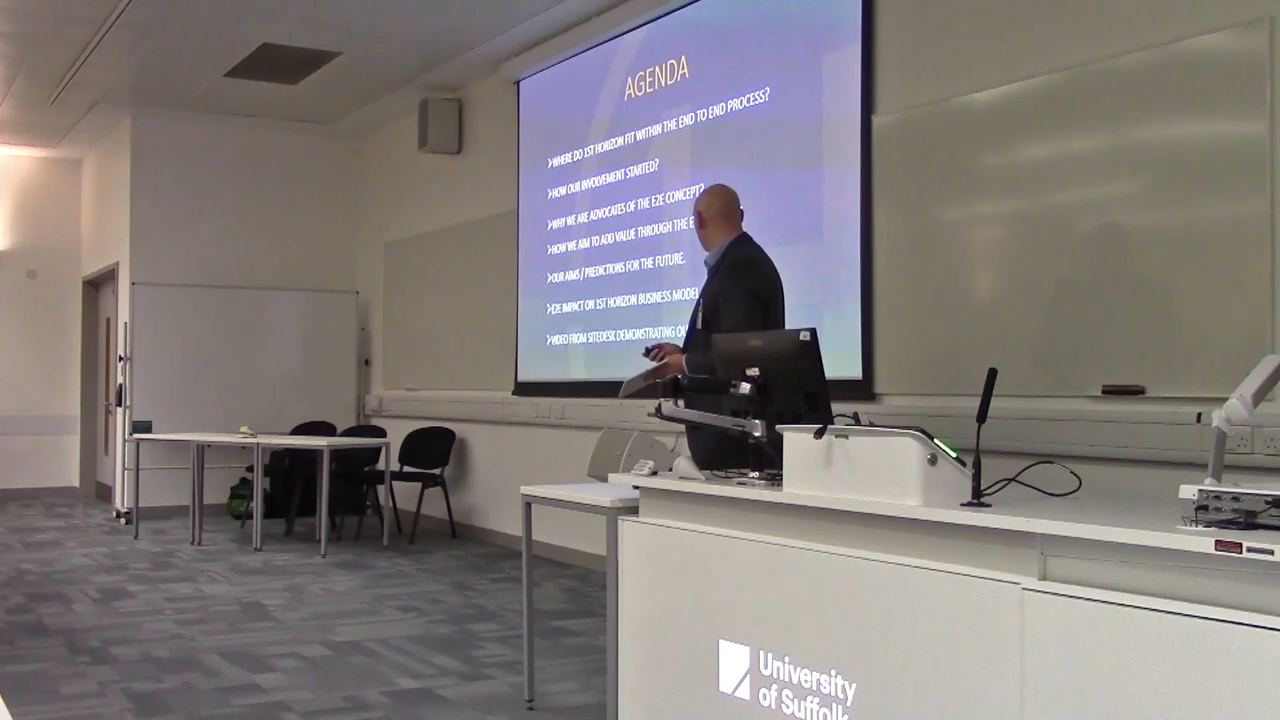 AGENDA
➢WHERE DO 1ST HORIZON FIT WITHIN THE END TO END PROCESS?
➢HOW OUR INVOLVEMENT STARTED?
➢WHY WE ARE ADVOCATES OF THE E2E CONCEPT?
➢HOW WE AIM TO ADD VALUE THROUGH THE
➢OUR AIMS / PREDICTIONS FOR THE FUTURE.
➢E2E IMPACT ON 1ST HORIZON BUSINESS MODEL
➢VIDEO FROM SITEDESK DEMONSTRATING
University
of Suffolk